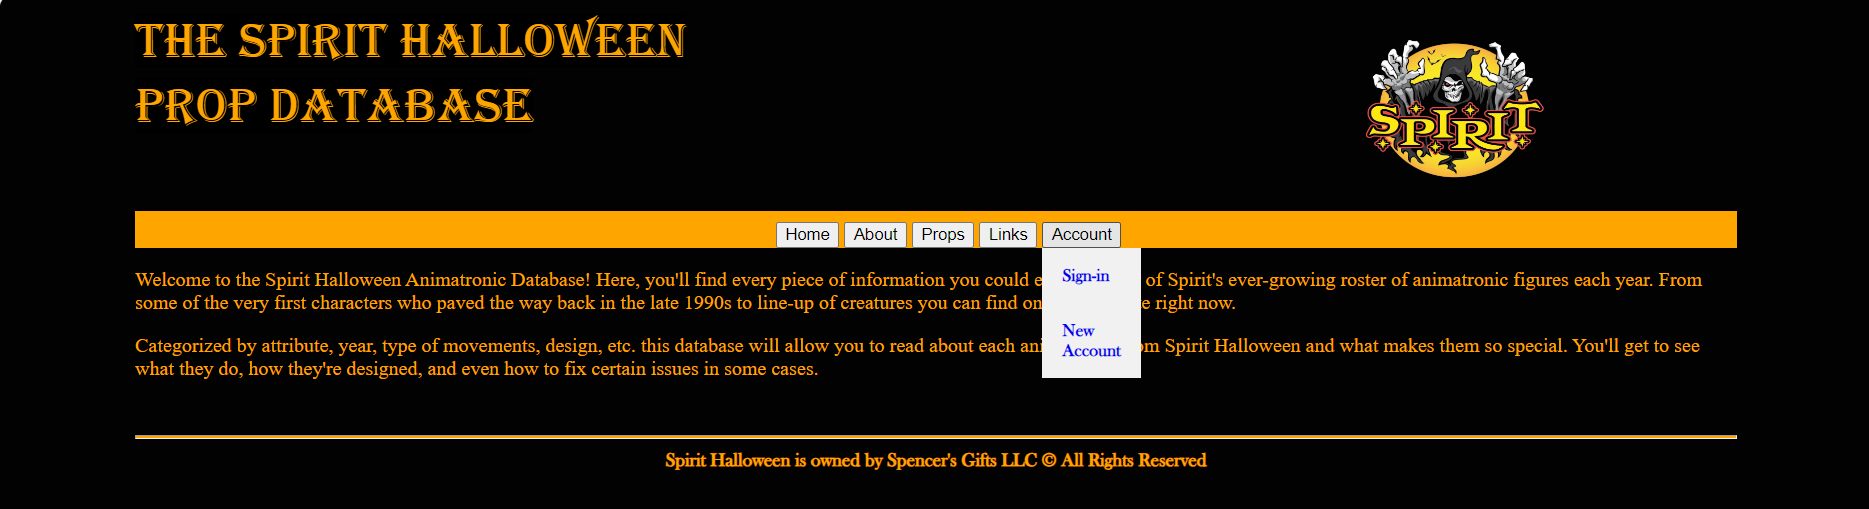 THE SPIRIT HALLOWEEN
PROP DATABASE
SPIRIT
Home About Props Links Account
Sign-in
New
Account
Welcome to the Spirit Halloween Animatronic Database! Here, you'll find every piece of information you could e of Spirit's ever-growing roster of animatronic figures each year. From
some of the very first characters who paved the way back in the late 1990s to line-up of creatures you can find on e right now.
Categorized by attribute, year, type of movements, design, etc. this database will allow you to read about each ani om Spirit Halloween and what makes them so special. You'll get to see
what they do, how they're designed, and even how to fix certain issues in some cases.
Spirit Halloween is owned by Spencer's Gifts LLC © All Rights Reserved